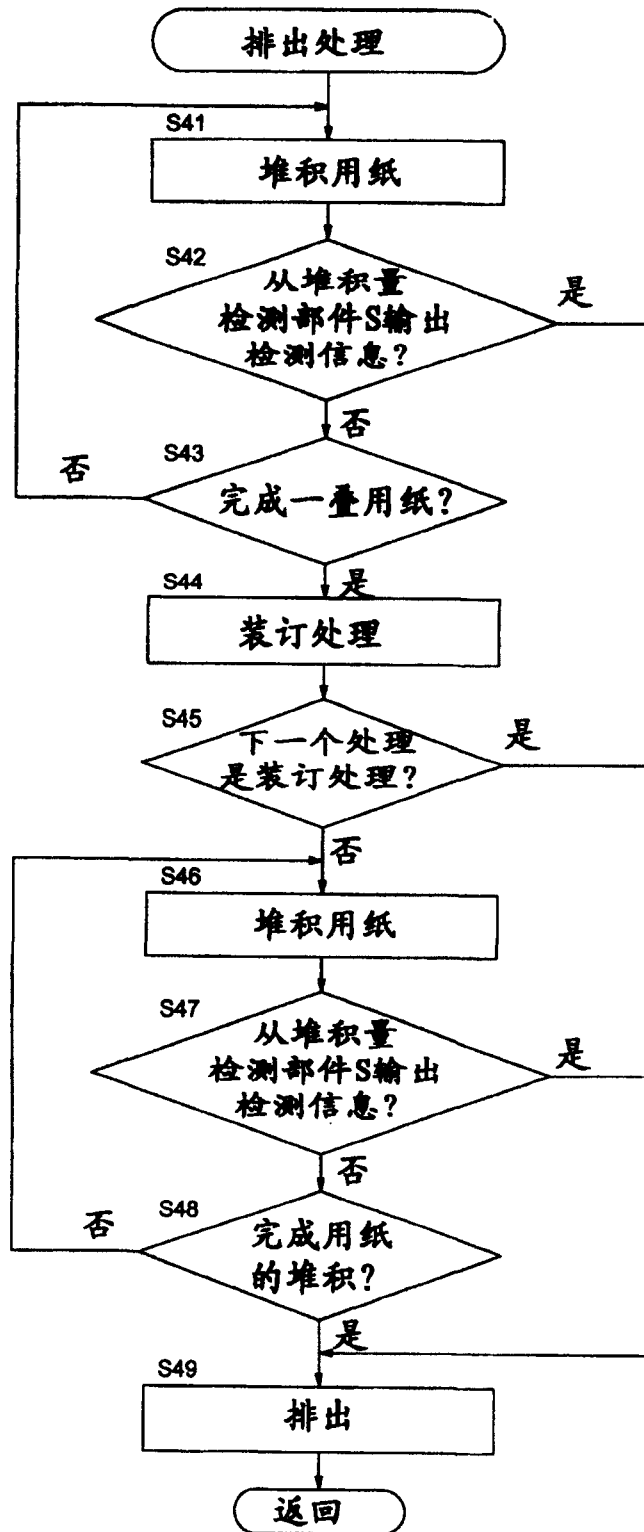 排出处理
S41
堆积用纸
S42
从堆积量
检测部件S输出
检测信息?
是
否
S43
完成一叠用纸?
否
是
S44
装订处理
S45
下一个处理
是装订处理?
是
否
S46
堆积用纸
S47
从堆积量
检测部件S输出
检测信息?
是
否
S48
完成用纸
的堆积?
否
是
S49
排出
返回